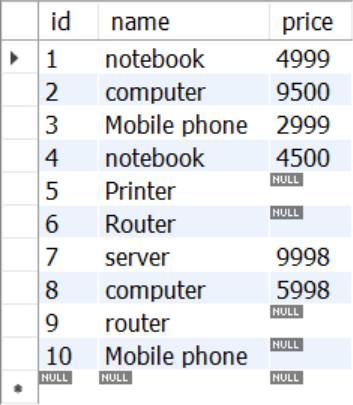 id name price
1 notebook 4999
2 computer 9500
3 Mobile phone 2999
4 notebook 4500
5 Printer NULL
6 Router NULL
7 server 9998
8 computer 5998
9 router NULL
10 Mobile phone NULL
NULL NULL NULL